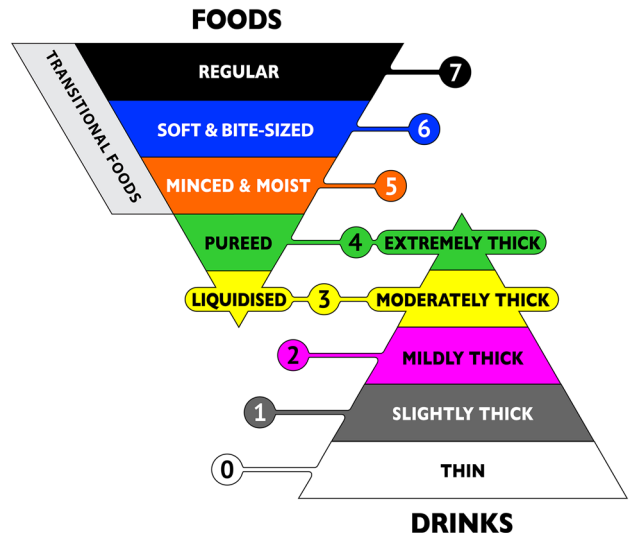 FOODS
TRANSITIONAL FOODS
REGULAR
7
SOFT & BITE-SIZED
6
MINCED & MOIST
5
PUREED
4
EXTREMELY THICK
LIQUIDISED
3
MODERATELY THICK
2
MILDLY THICK
1
SLIGHTLY THICK
0
THIN
DRINKS